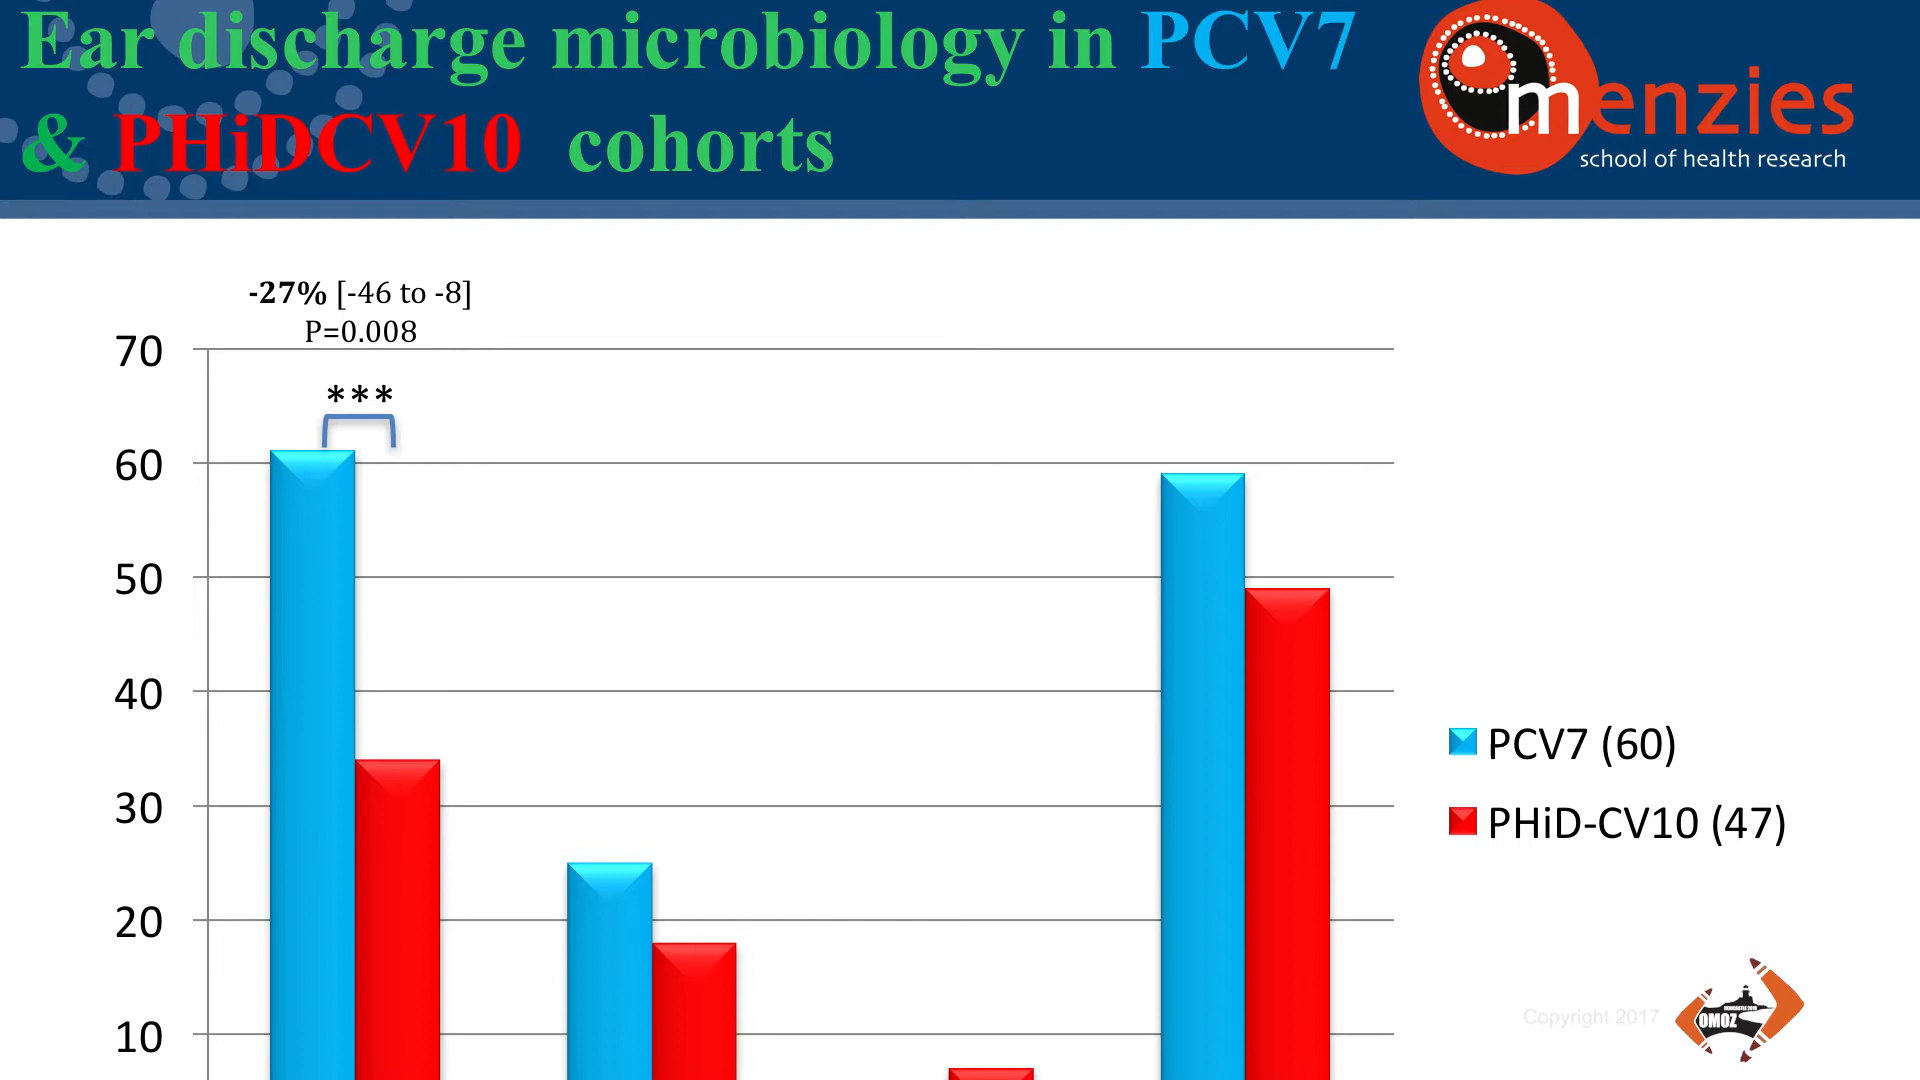 Ear discharge microbiology in PCV7
& PHiDCV10 cohorts
menzies
school of health research
-27% [-46 to -8]
P=0.008
***
70
60
50
40
30
20
10
PCV7 (60)
PHiD-CV10 (47)
Copyright 2017
OMOZ